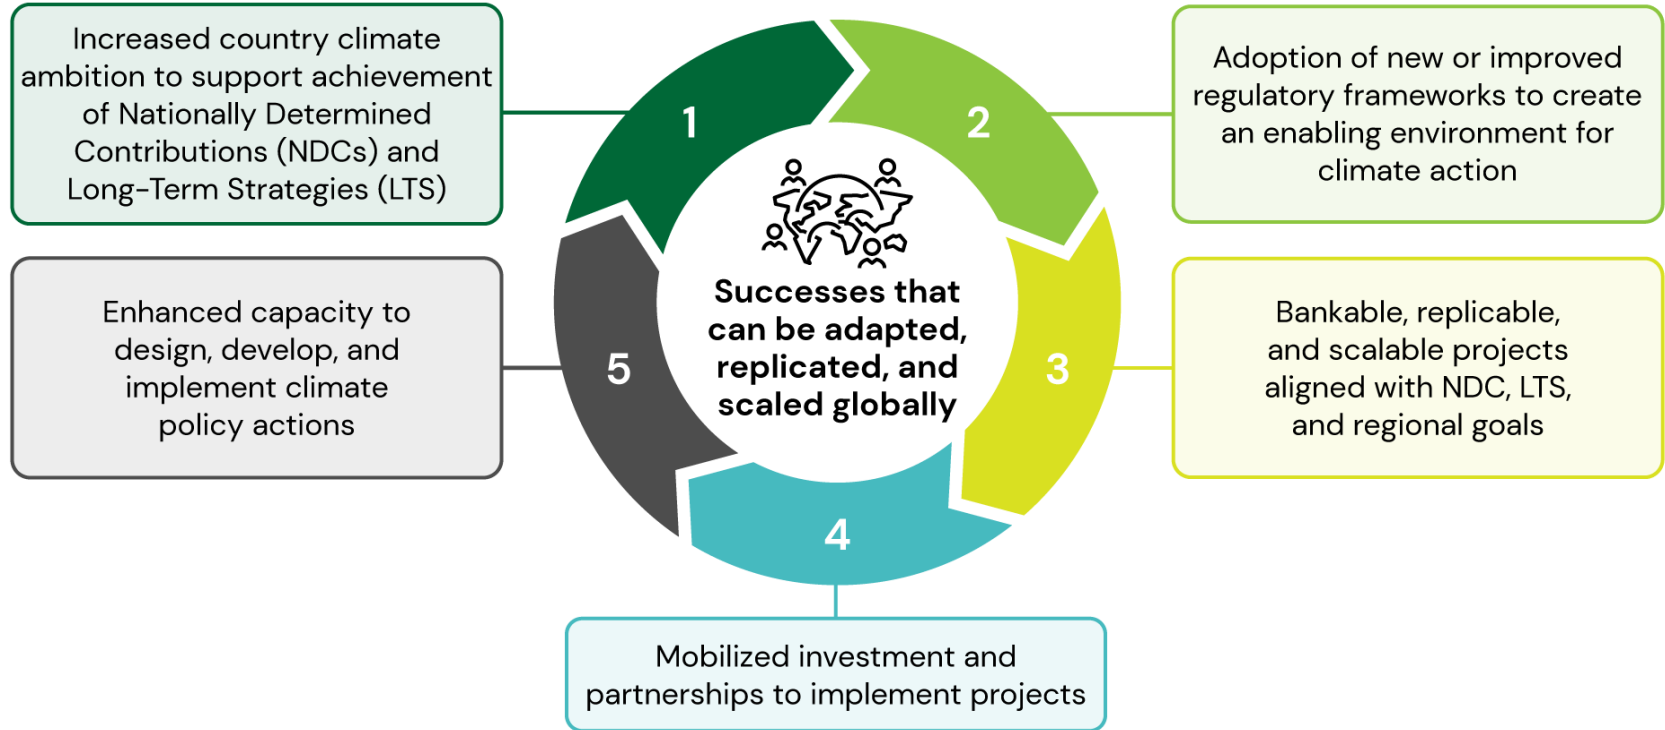 1
Increased country climate
ambition to support achievement
of Nationally Determined
Contributions (NDCs) and
Long-Term Strategies (LTS)
2
Adoption of new or improved
regulatory frameworks to create
an enabling environment for
climate action
3
Bankable, replicable,
and scalable projects
aligned with NDC, LTS,
and regional goals
4
Mobilized investment and
partnerships to implement projects
5
Enhanced capacity to
design, develop, and
implement climate
policy actions
Successes that
can be adapted,
replicated, and
scaled globally